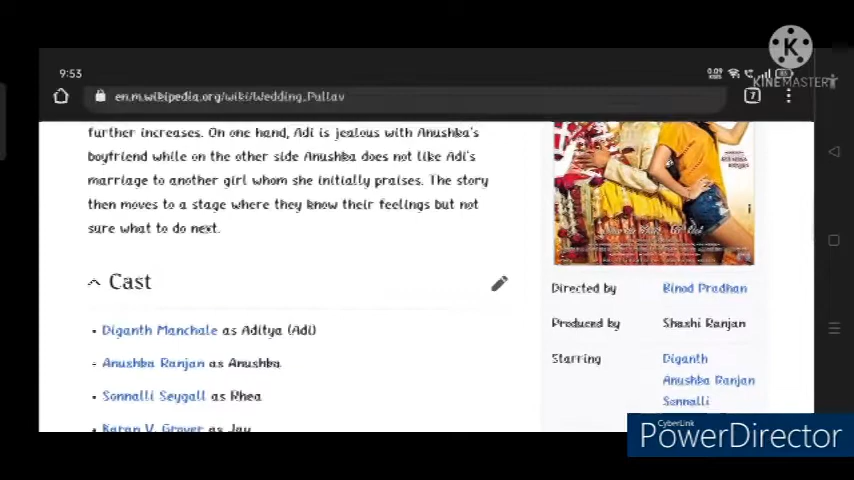 9:53
0.09
KINEMASTER
en.m.wikipedia.org/wiki/Wedding_Pullav
7
further increases. On one hand, Adi is jealous with Anushka's
boyfriend while on the other side Anushka does not like Adi's
marriage to another girl whom she initially praises. The story
then moves to a stage where they know their feelings but not
sure what to do next.
Cast
• Diganth Manchale as Aditya (Adi)
• Anushka Ranjan as Anushka
• Sonnalli Seygall as Rhea
• Karan V. Grover as Jay
Directed by Binod Pradhan
Produced by Shashi Ranjan
Starring Diganth
Anushka Ranjan
Sonnalli
CyberLink
PowerDirector